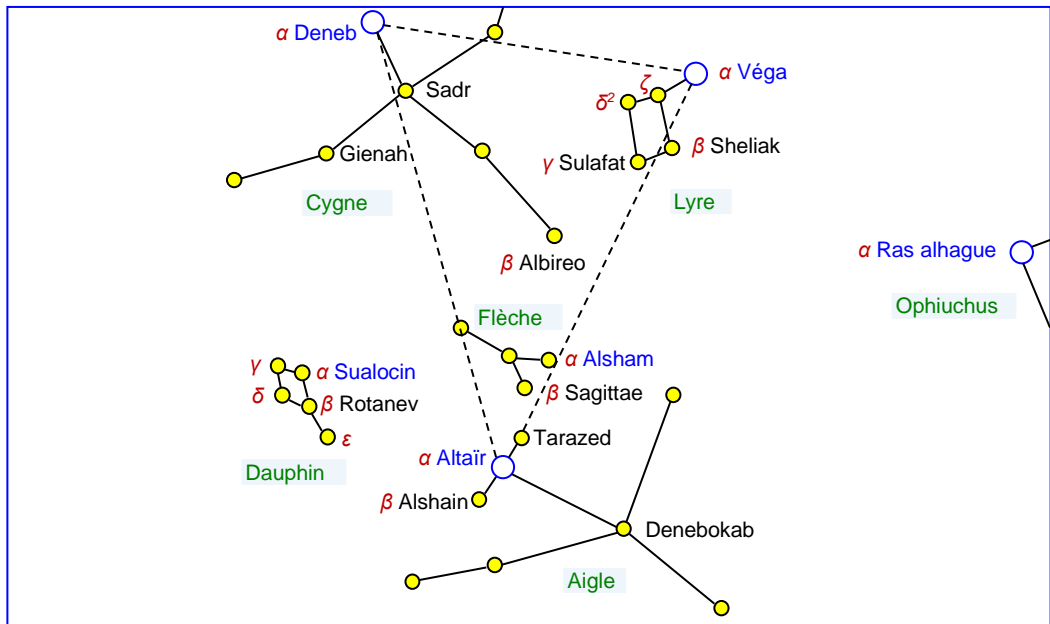 α Deneb
α Véga
Sadr
ζ
δ²
Gienah
β Sheliak
γ Sulafat
Cygne
Lyre
β Albireo
α Ras alhague
Ophiuchus
Flèche
α Alsham
γ
α Sualocin
δ
β Rotanev
β Sagittae
ε
Tarazed
α Altaïr
Dauphin
β Alshain
Denebokab
Aigle